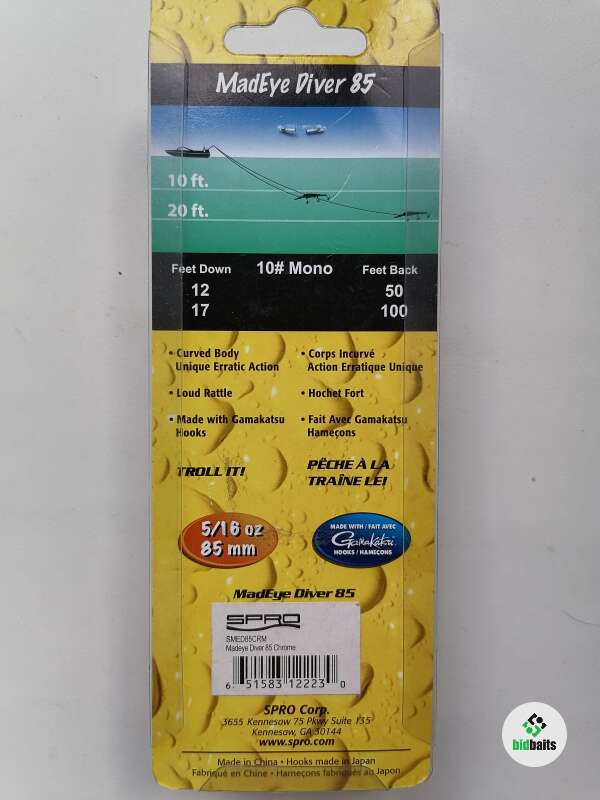 MadEye Diver 85
10 ft.
20 ft.
Feet Down 10# Mono Feet Back
12 50
17 100
• Curved Body
Unique Erratic Action
• Loud Rattle
• Made with Gamakatsu
Hooks
TROLL IT!
• Corps Incurvé
Action Erratique Unique
• Hochet Fort
• Fait Avec Gamakatsu
Hameçons
PÊCHE À LA
TRAÎNE LE!
5/16 oz
85 mm
MADE WITH / FAIT AVEC
Gamakatsu
HOOKS / HAMECONS
MadEye Diver 85
SPRO
SMED85CRM
Madeye Diver 85 Chrome
6 51583 12223 0
SPRO Corp.
3655 Kennesow 75 Pkwy Suite 135
Kennesaw, GA 30144
www.spro.com
Made in China • Hooks made in Japan
Fabriqué en Chine • Hameçons fabriqués au Japon
bidbaits